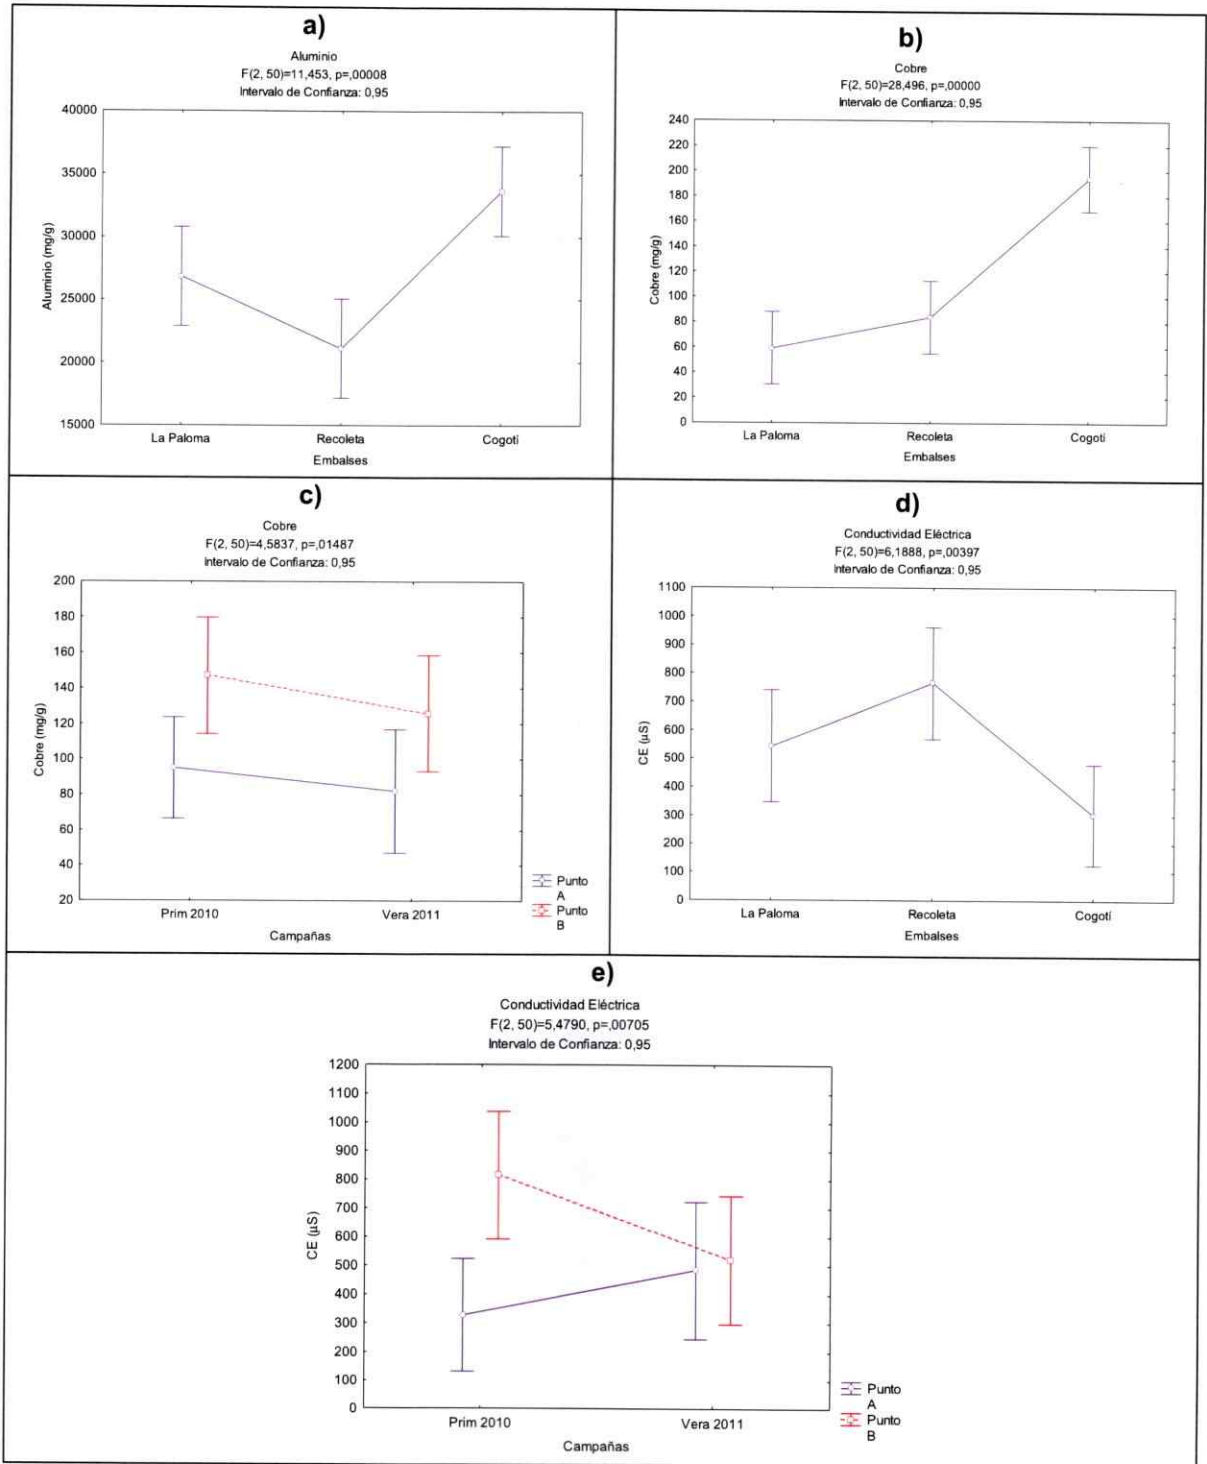 a)
Aluminio
F(2, 50)=11,453, p=,00008
Intervalo de Confianza: 0,95
40000
35000
30000
25000
20000
15000
Aluminio (mg/g)
La Paloma
Recoleta
Cogotí
Embalses
b)
Cobre
F(2, 50)=28,496, p=,00000
Intervalo de Confianza: 0,95
240
220
200
180
160
140
120
100
80
60
40
20
0
Cobre (mg/g)
La Paloma
Recoleta
Cogotí
Embalses
c)
Cobre
F(2, 50)=4,5837, p=,01487
Intervalo de Confianza: 0,95
200
180
160
140
120
100
80
60
40
20
Cobre (mg/g)
Prim 2010
Vera 2011
Campañas
Punto
A
Punto
B
d)
Conductividad Eléctrica
F(2, 50)=6,1888, p=,00397
Intervalo de Confianza: 0,95
1100
1000
900
800
700
600
500
400
300
200
100
0
CE (µS)
La Paloma
Recoleta
Cogotí
Embalses
e)
Conductividad Eléctrica
F(2, 50)=5,4790, p=,00705
Intervalo de Confianza: 0,95
1200
1100
1000
900
800
700
600
500
400
300
200
100
0
CE (µS)
Prim 2010
Vera 2011
Campañas
Punto
A
Punto
B